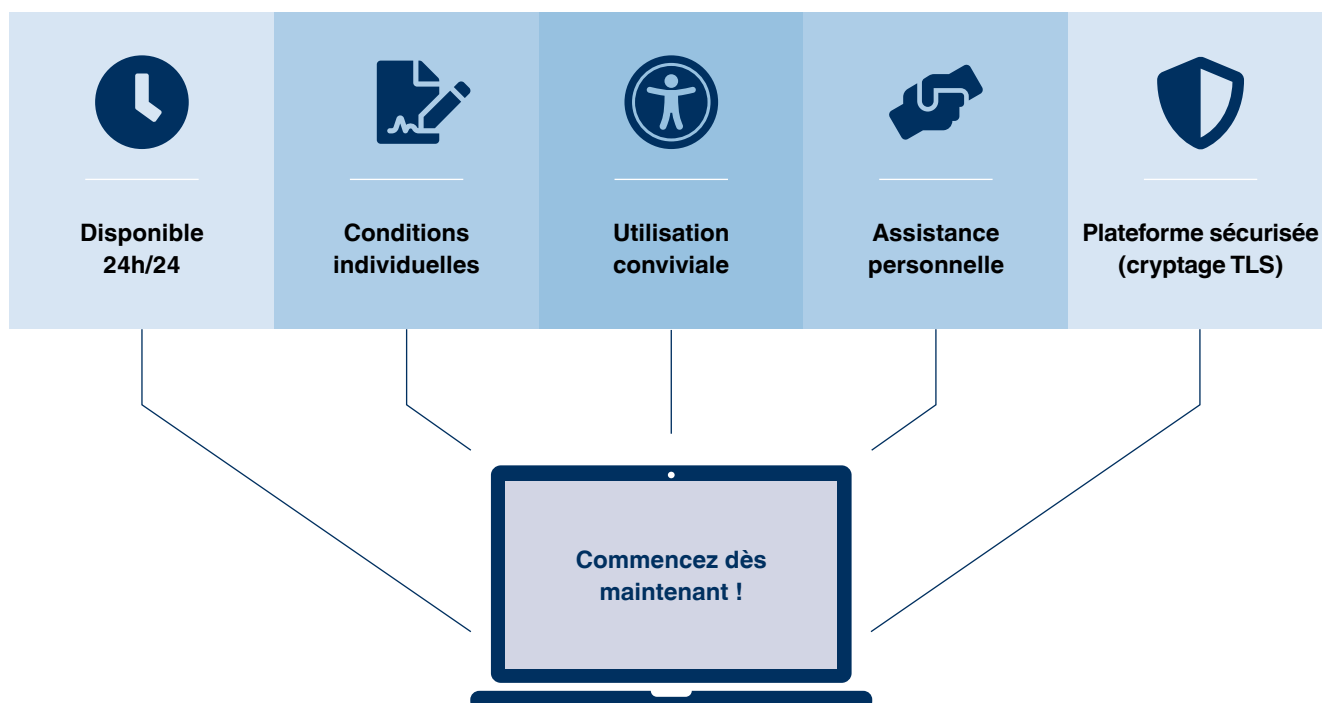 Disponible
24h/24
Conditions
individuelles
Utilisation
conviviale
Assistance
personnelle
Plateforme sécurisée
(cryptage TLS)
Commencez dès
maintenant !